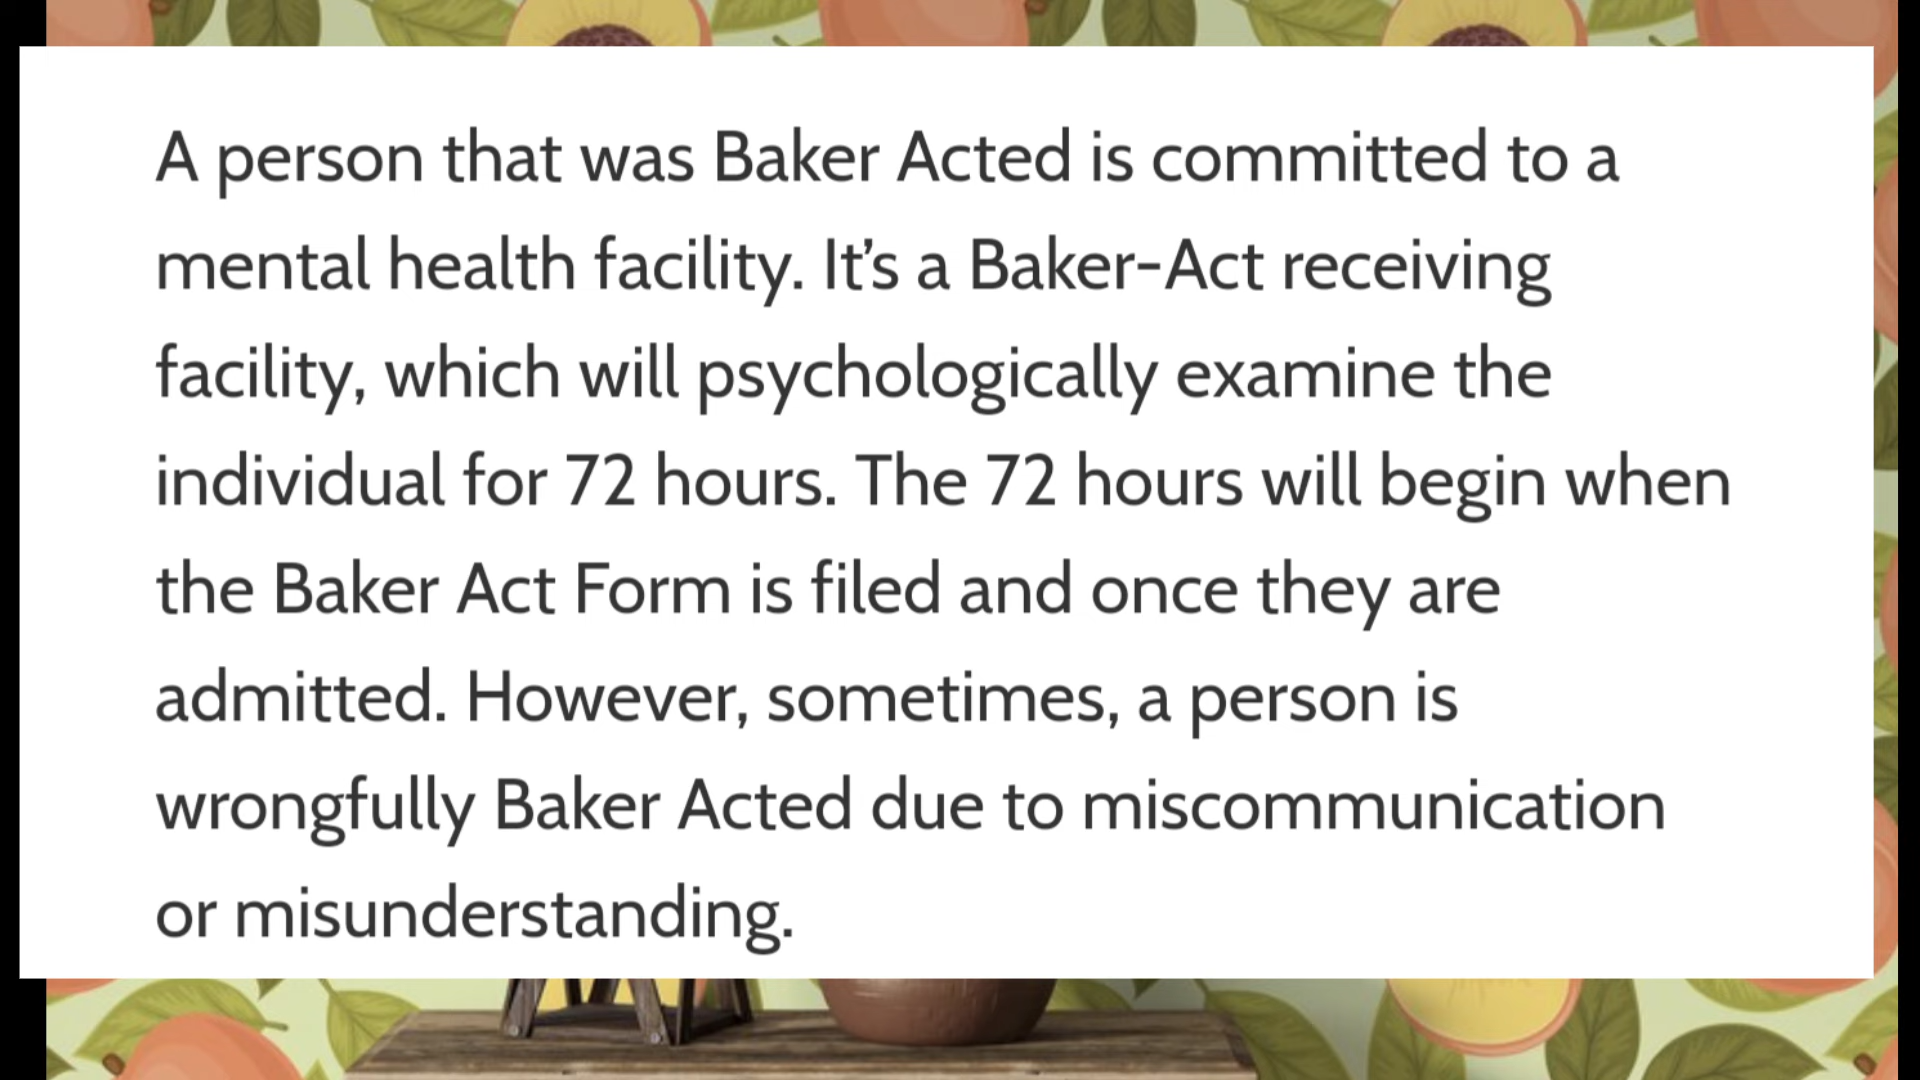 A person that was Baker Acted is committed to a
mental health facility. It’s a Baker-Act receiving
facility, which will psychologically examine the
individual for 72 hours. The 72 hours will begin when
the Baker Act Form is filed and once they are
admitted. However, sometimes, a person is
wrongfully Baker Acted due to miscommunication
or misunderstanding.